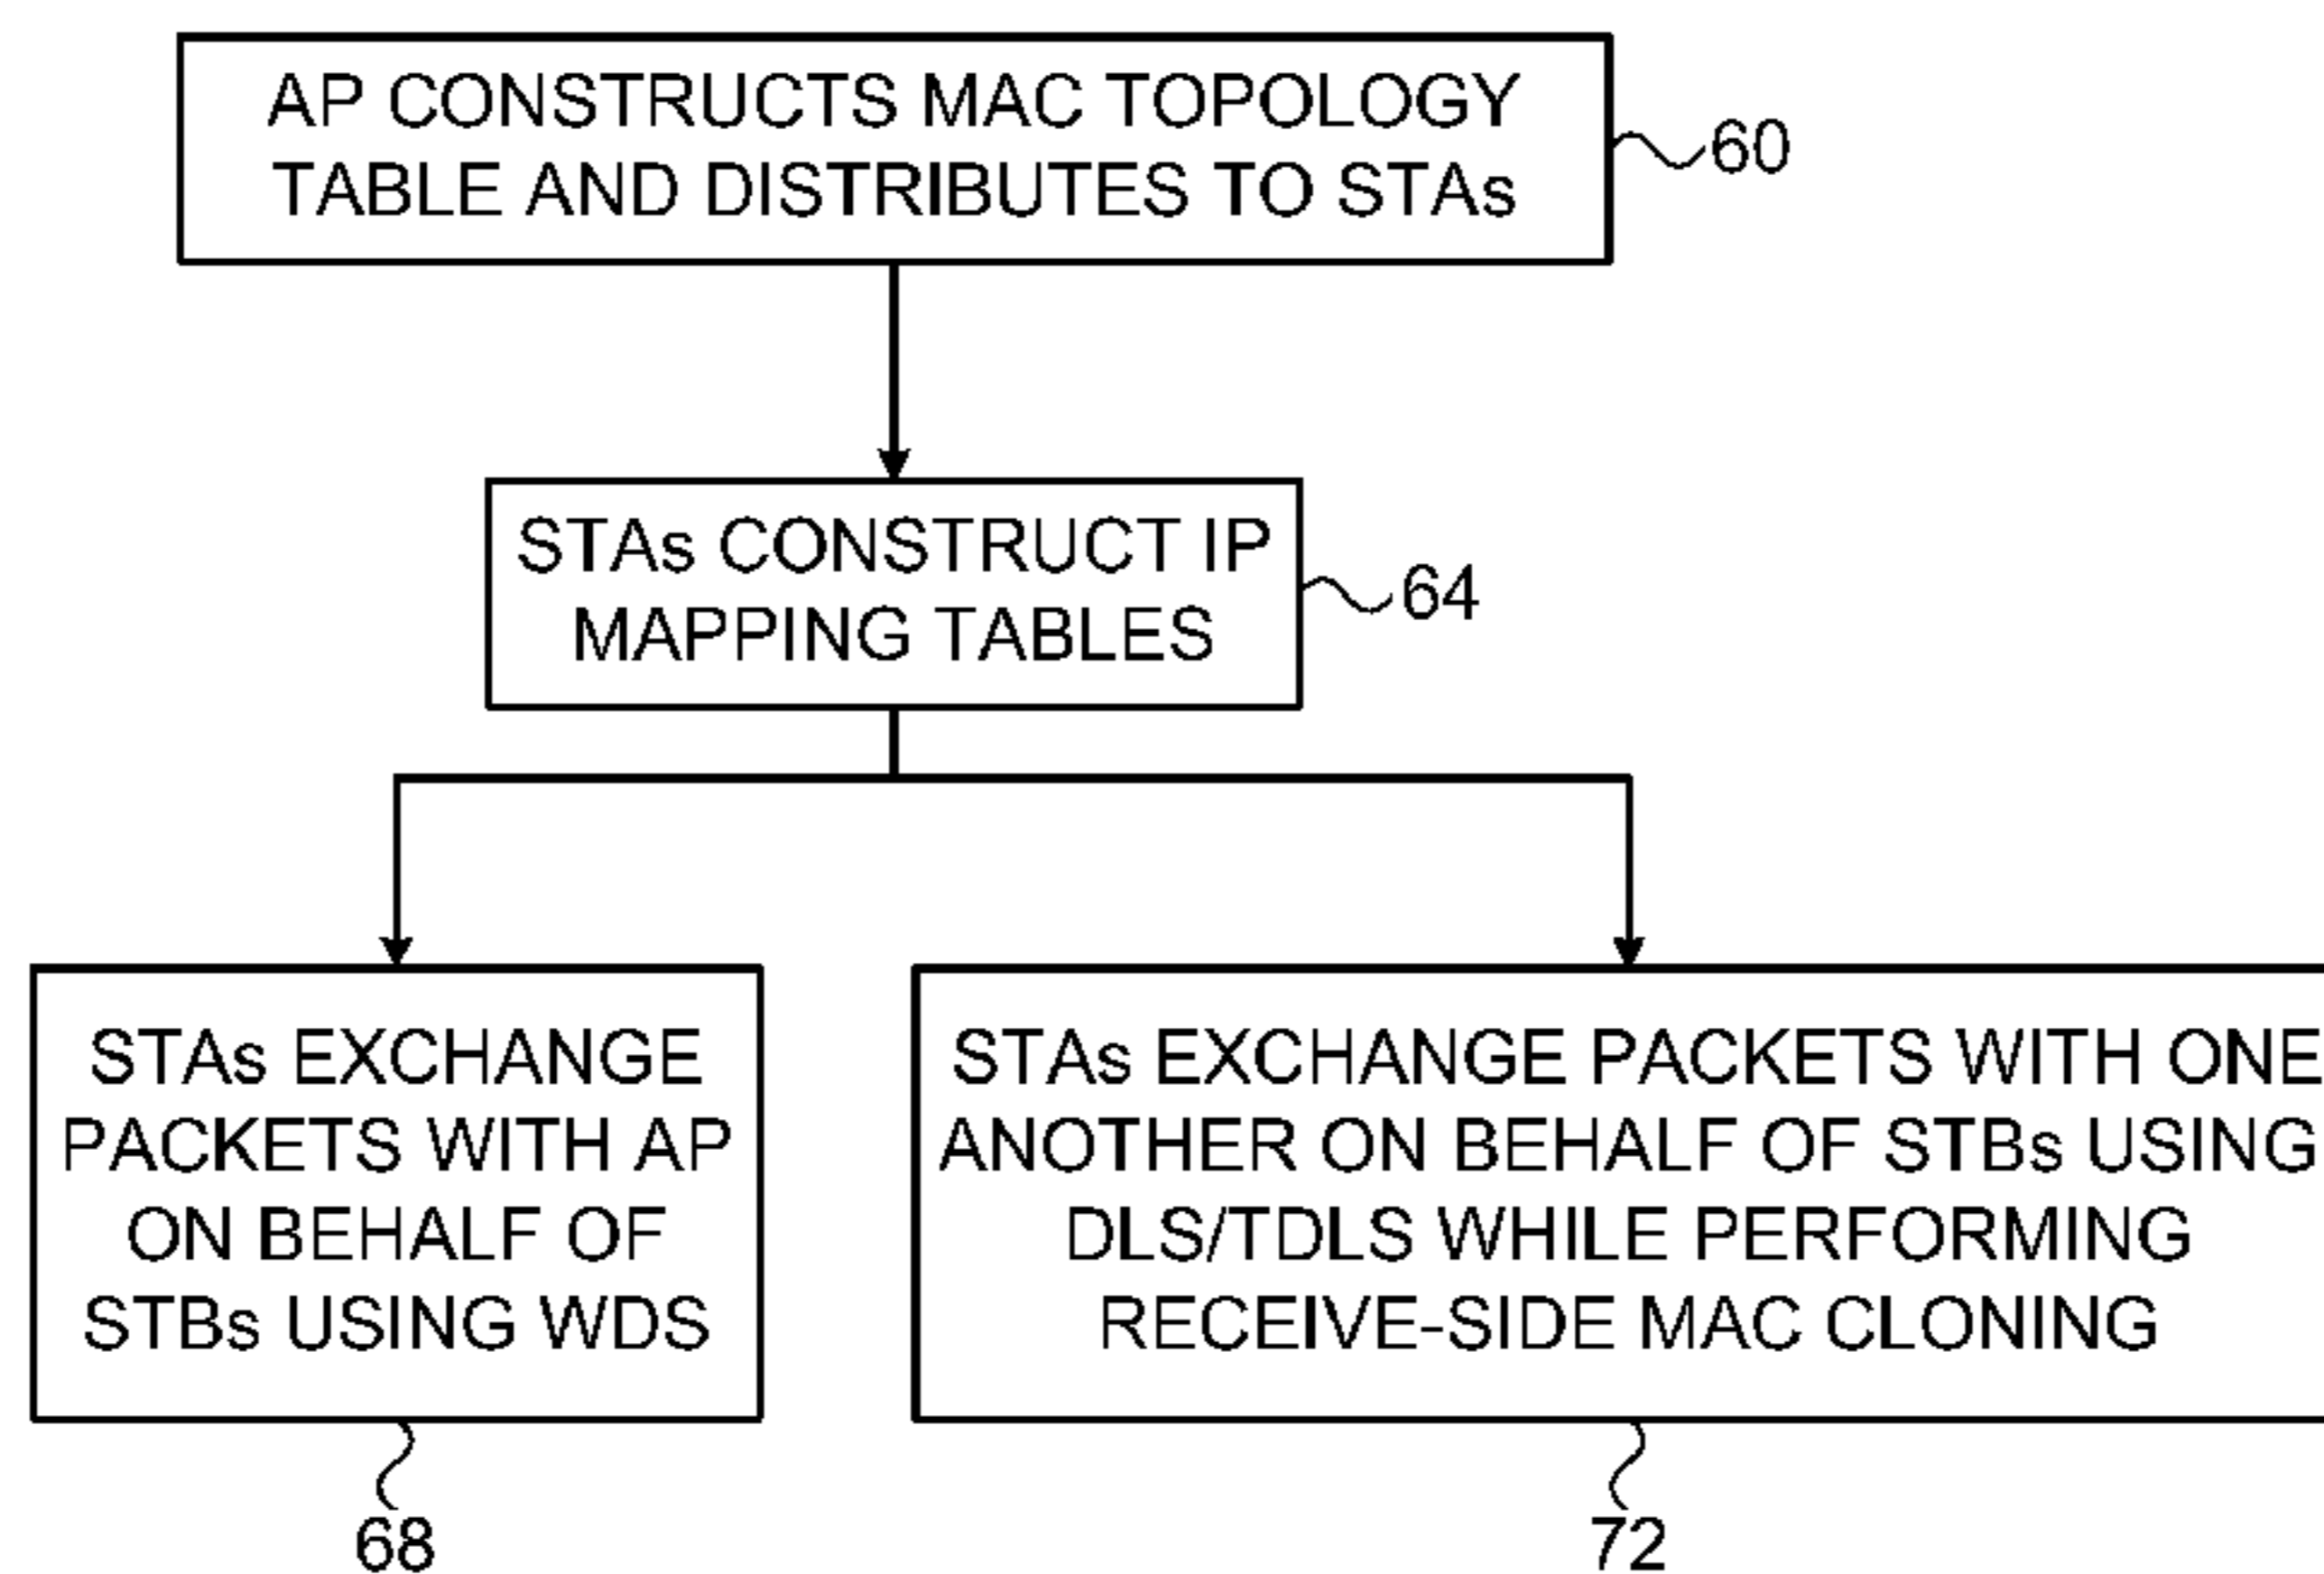 AP CONSTRUCTS MAC TOPOLOGY
TABLE AND DISTRIBUTES TO STAs
60
STAs CONSTRUCT IP
MAPPING TABLES
64
STAs EXCHANGE
PACKETS WITH AP
ON BEHALF OF
STBs USING WDS
68
STAs EXCHANGE PACKETS WITH ONE
ANOTHER ON BEHALF OF STBs USING
DLS/TDLS WHILE PERFORMING
RECEIVE-SIDE MAC CLONING
72